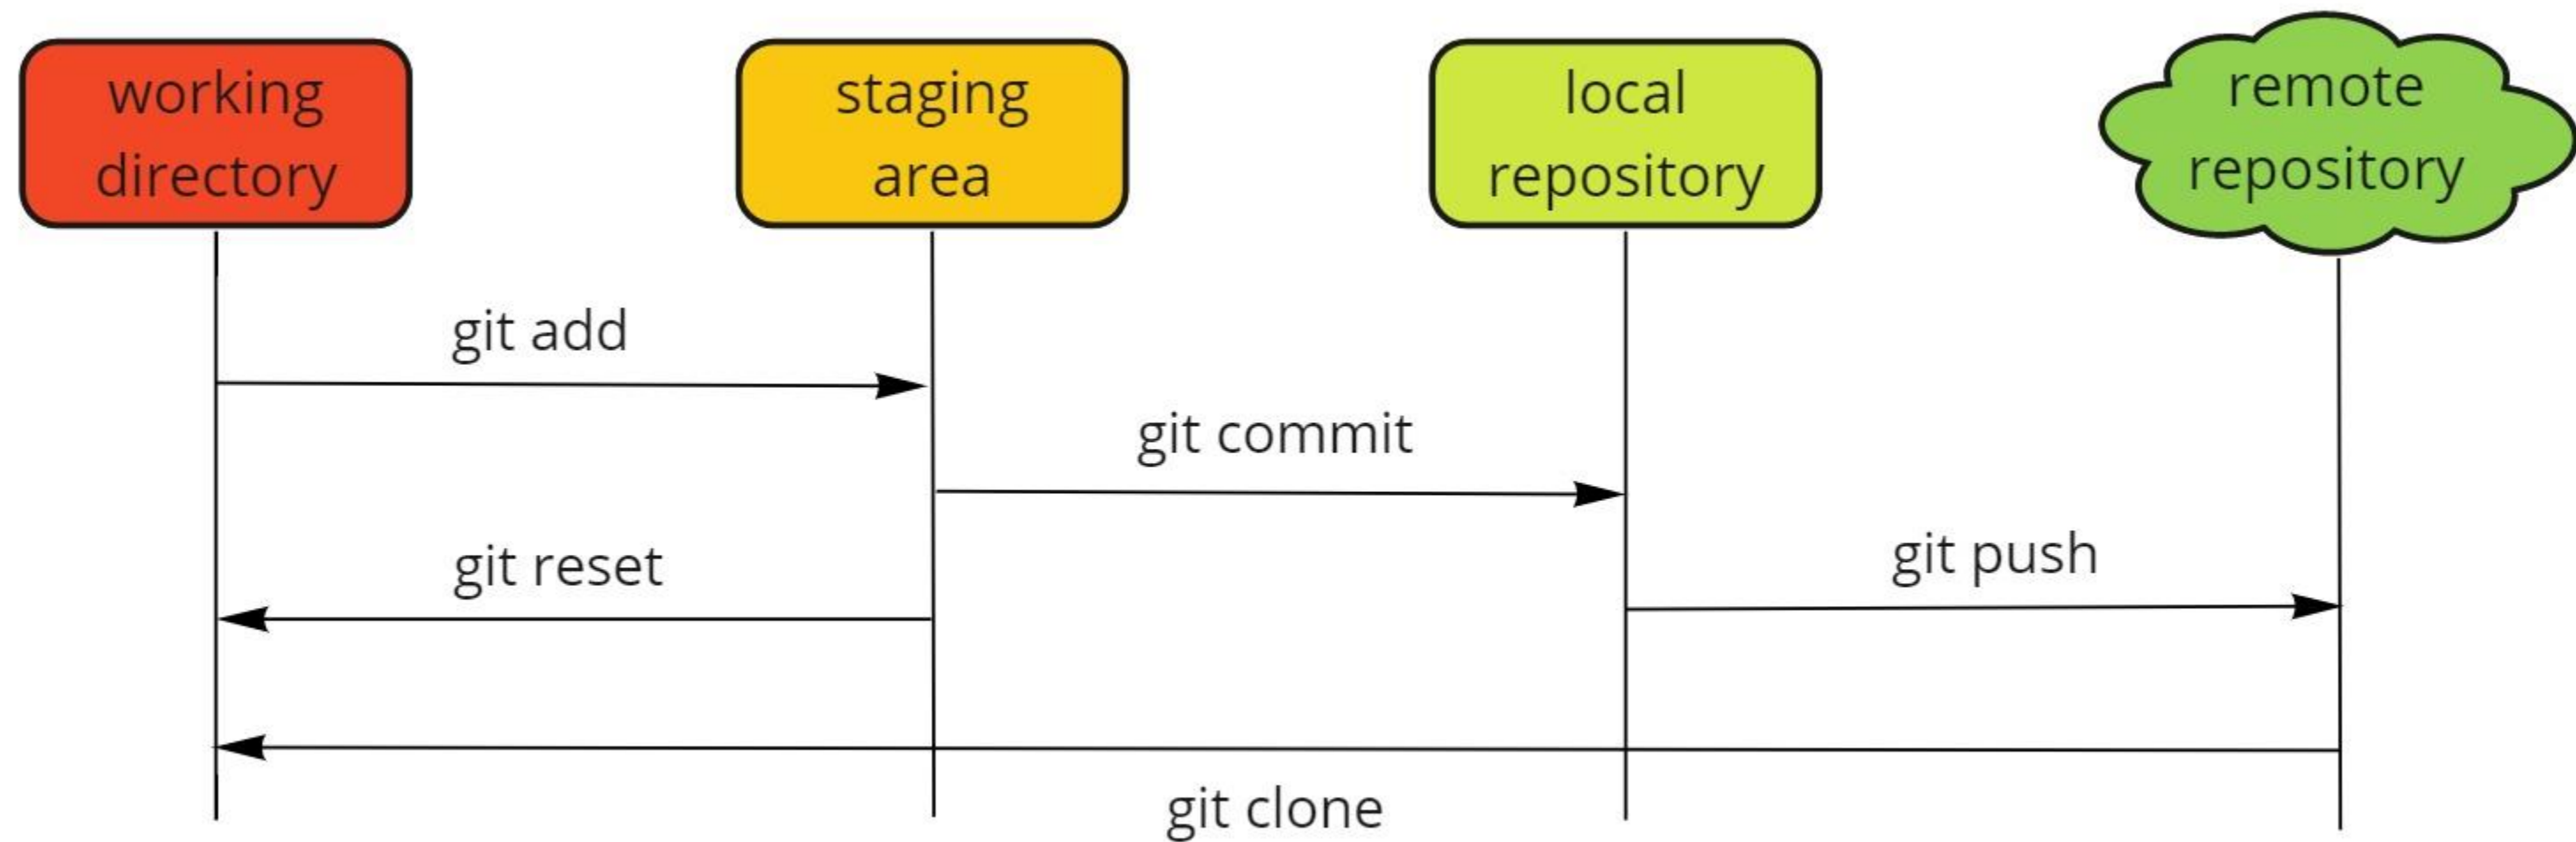 working
directory
staging
area
local
repository
remote
repository
git add
git commit
git reset
git push
git clone